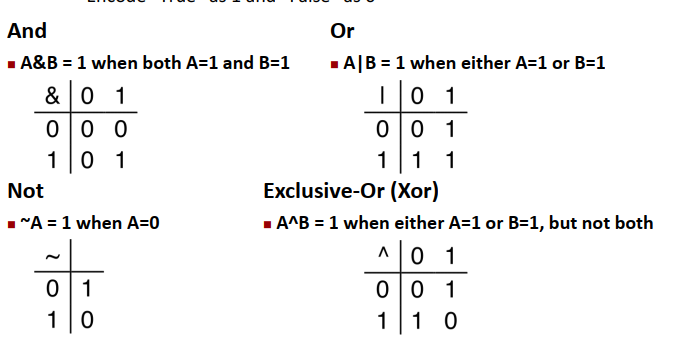 And
▪ A&B = 1 when both A=1 and B=1
& 0 1
0 0 0
1 0 1
Or
▪ A|B = 1 when either A=1 or B=1
| 0 1
0 0 1
1 1 1
Not
▪ ~A = 1 when A=0
~
0 1
1 0
Exclusive-Or (Xor)
▪ A^B = 1 when either A=1 or B=1, but not both
^ 0 1
0 0 1
1 1 0